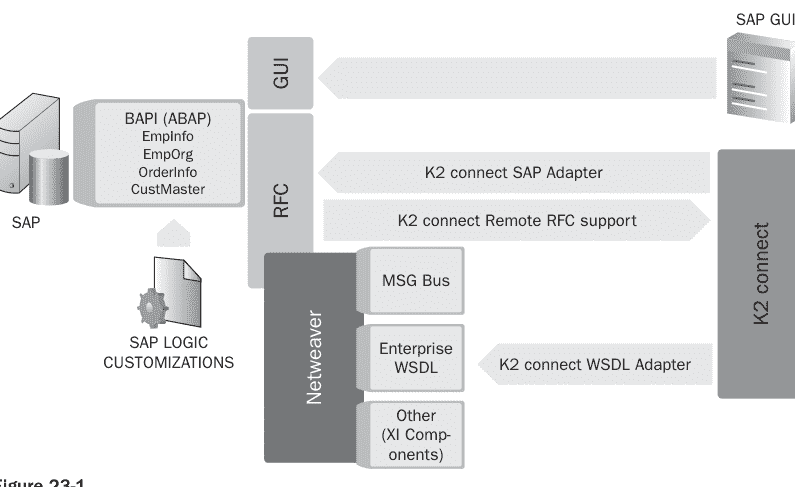 SAP GUI
GUI
BAPI (ABAP)
EmpInfo
EmpOrg
OrderInfo
CustMaster
SAP
RFC
K2 connect SAP Adapter
K2 connect Remote RFC support
K2 connect
SAP LOGIC
CUSTOMIZATIONS
Netweaver
MSG Bus
Enterprise
WSDL
K2 connect WSDL Adapter
Other
(XI Comp-
onents)
Figure 23-1